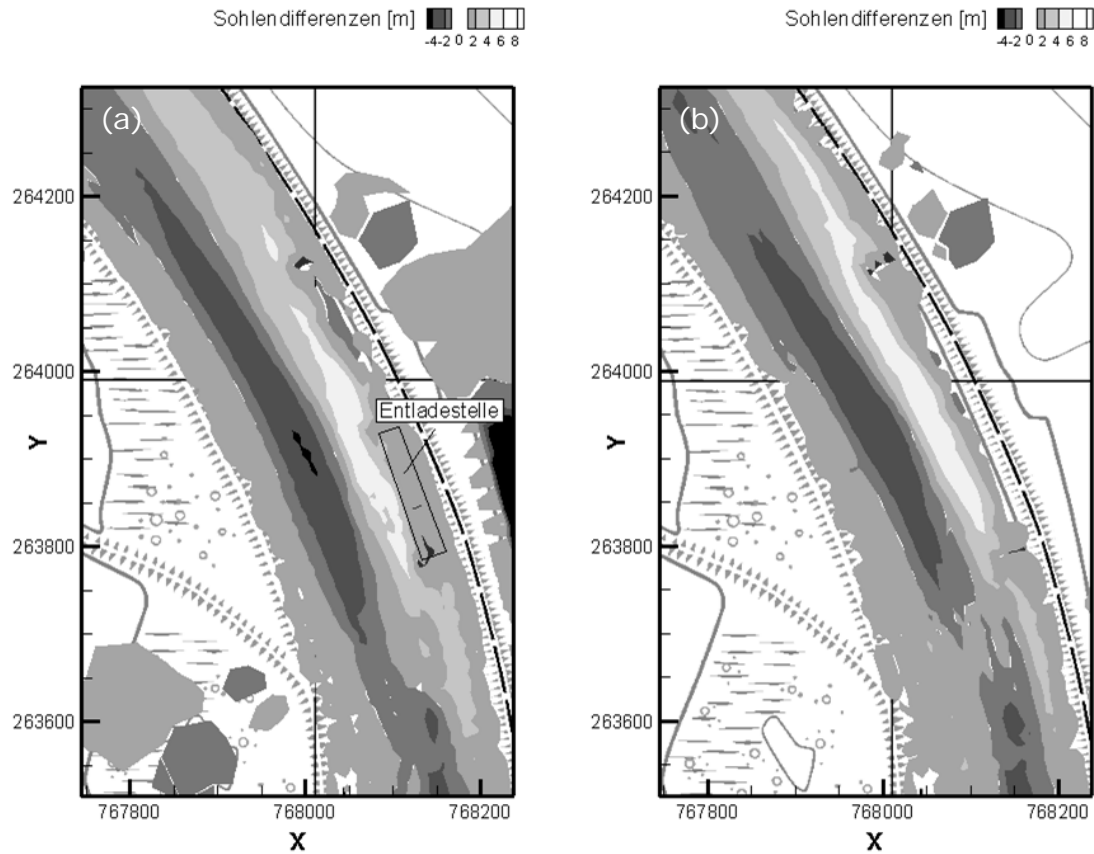 Sohlendifferenzen [m]
-4 -2 0 2 4 6 8
Sohlendifferenzen [m]
-4 -2 0 2 4 6 8
(a)
264200
264000
263800
263600
Y
Entladestelle
767800 768000 768200
X
(b)
264200
264000
263800
263600
Y
767800 768000 768200
X